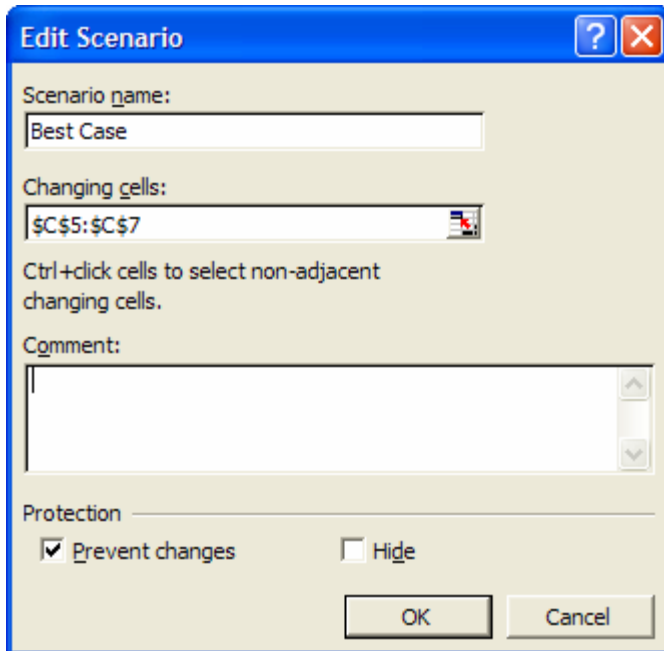 Edit Scenario
Scenario name:
Best Case
Changing cells:
$C$5:$C$7
Ctrl+click cells to select non-adjacent
changing cells.
Comment:
Protection
Prevent changes Hide
OK Cancel